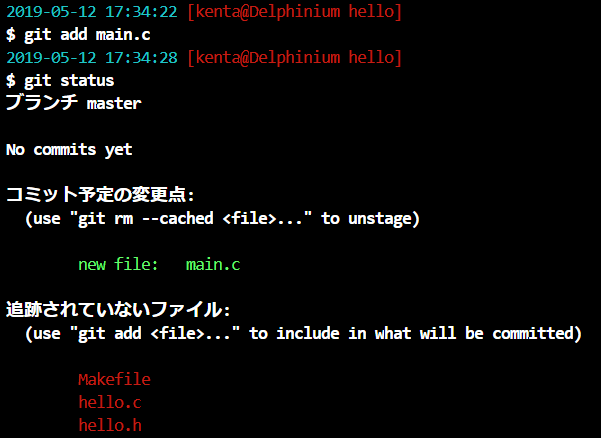 2019-05-12 17:34:22 [kenta@Delphinium hello]
$ git add main.c
2019-05-12 17:34:28 [kenta@Delphinium hello]
$ git status
ブランチ master
No commits yet
コミット予定の変更点:
(use "git rm --cached <file>..." to unstage)
new file:   main.c
追跡されていないファイル:
(use "git add <file>..." to include in what will be committed)
Makefile
hello.c
hello.h